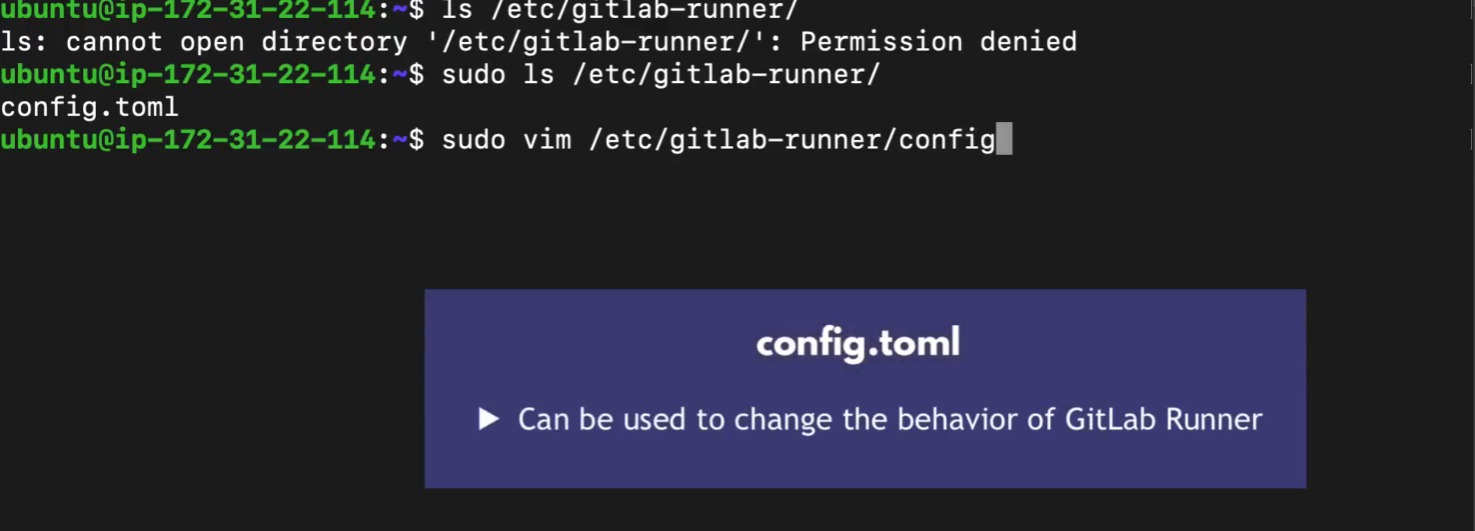 ubuntu@ip-172-31-22-114:~$ ls /etc/gitlab-runner/
ls: cannot open directory '/etc/gitlab-runner/': Permission denied
ubuntu@ip-172-31-22-114:~$ sudo ls /etc/gitlab-runner/
config.toml
ubuntu@ip-172-31-22-114:~$ sudo vim /etc/gitlab-runner/config
config.toml
▶ Can be used to change the behavior of GitLab Runner